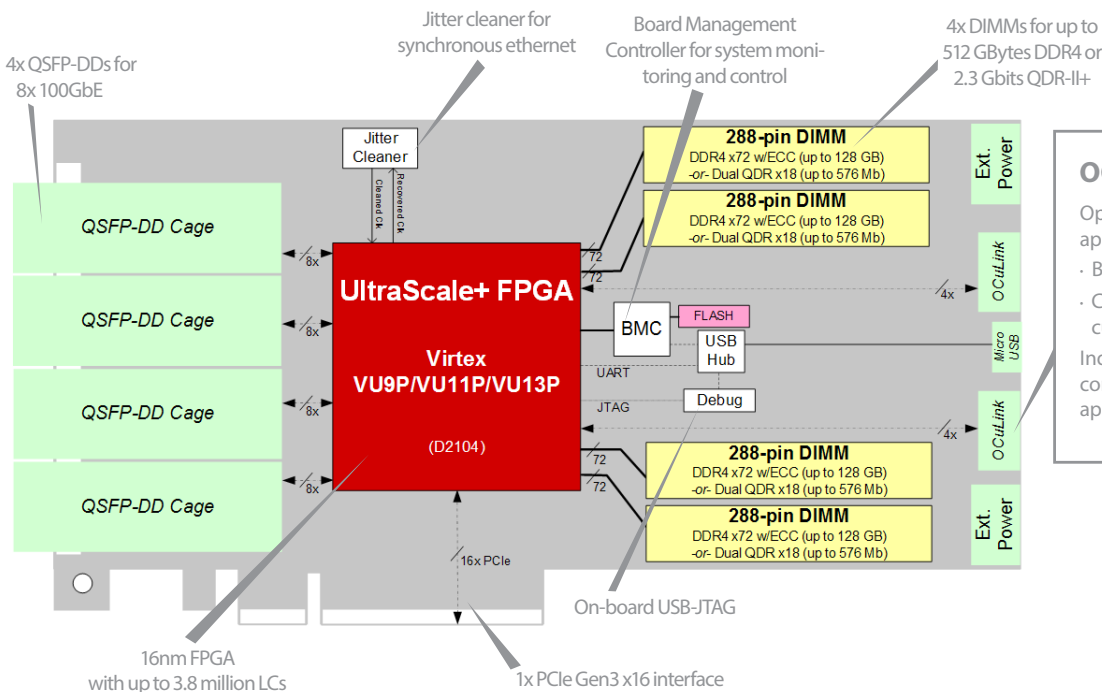 Jitter cleaner for
synchronous ethernet
Board Management
Controller for system moni-
toring and control
4x DIMMs for up to
512 GBytes DDR4 or
2.3 Gbits QDR-II+
4x QSFP-DDs for
8x 100GbE
Jitter
Cleaner
Cleaned Clk
Recovered Clk
288-pin DIMM
DDR4 x72 w/ECC (up to 128 GB)
-or- Dual QDR x18 (up to 576 Mb)
288-pin DIMM
DDR4 x72 w/ECC (up to 128 GB)
-or- Dual QDR x18 (up to 576 Mb)
Ext.
Power
QSFP-DD Cage
8x
QSFP-DD Cage
8x
QSFP-DD Cage
8x
QSFP-DD Cage
8x
UltraScale+ FPGA
Virtex
VU9P/VU11P/VU13P
(D2104)
72
72
4x
OCuLink
BMC
FLASH
USB
Hub
Micro
USB
UART
JTAG
Debug
4x
OCuLink
72
72
288-pin DIMM
DDR4 x72 w/ECC (up to 128 GB)
-or- Dual QDR x18 (up to 576 Mb)
288-pin DIMM
DDR4 x72 w/ECC (up to 128 GB)
-or- Dual QDR x18 (up to 576 Mb)
Ext.
Power
16x PCIe
On-board USB-JTAG
16nm FPGA
with up to 3.8 million LCs
1x PCIe Gen3 x16 interface